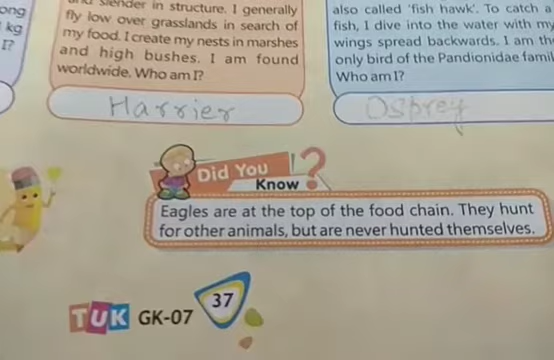 ong
kg
I?
and slender in structure. I generally
fly low over grasslands in search of
my food. I create my nests in marshes
and high bushes. I am found
worldwide. Who am I?
Harrier
also called 'fish hawk'. To catch a
fish, I dive into the water with my
wings spread backwards. I am the
only bird of the Pandionidae famil
Who am I?
Osprey
Did You
Know
?
Eagles are at the top of the food chain. They hunt
for other animals, but are never hunted themselves.
TUK GK-07
37